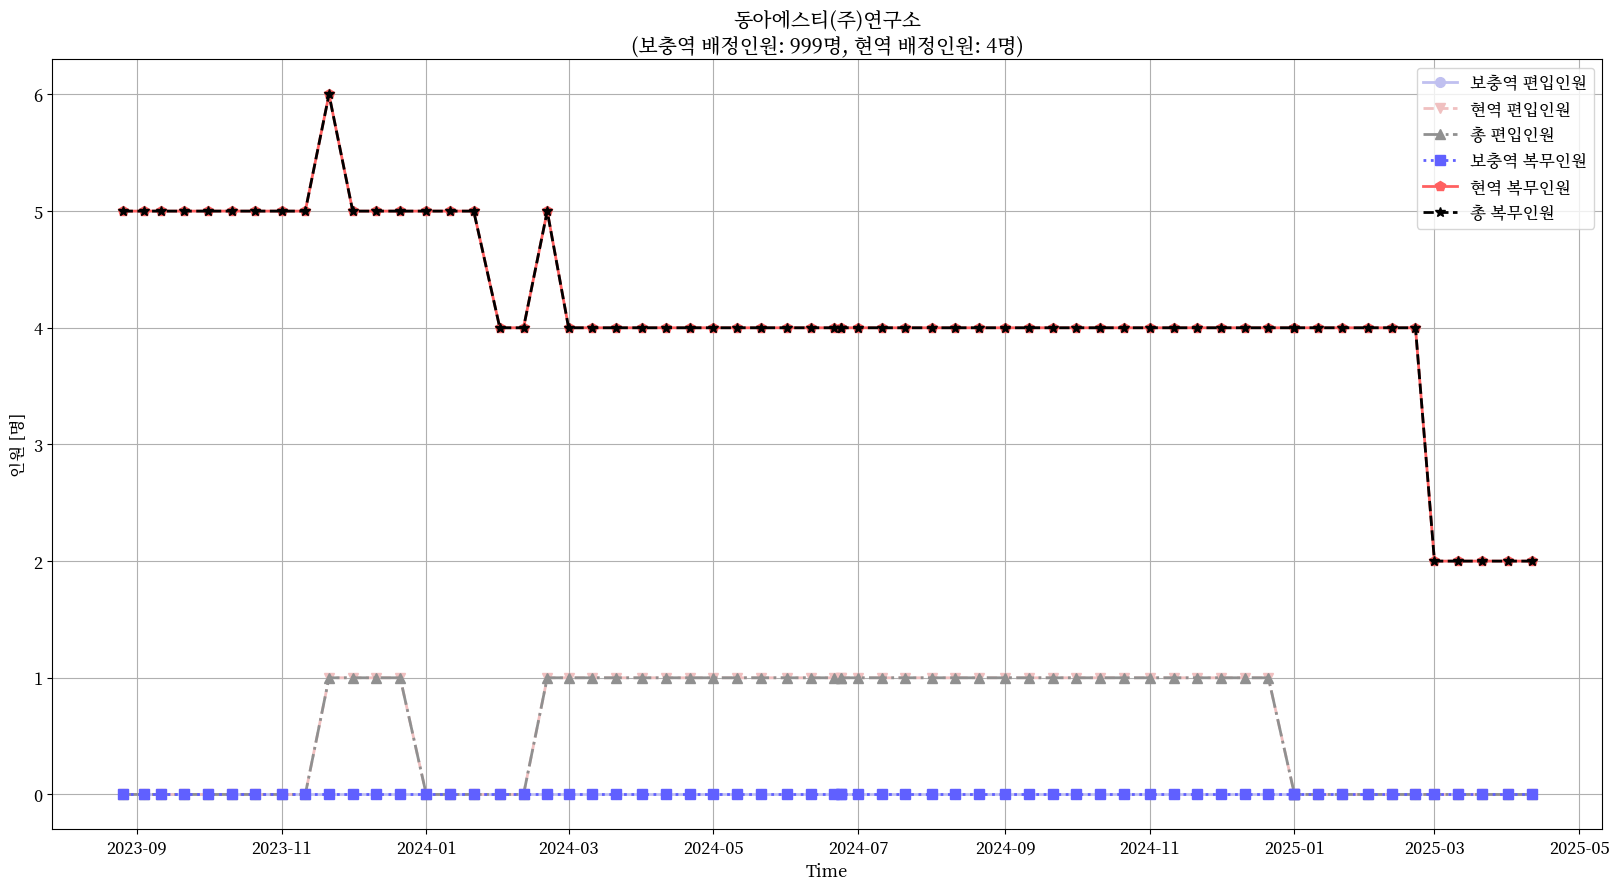 동아에스티(주)연구소
(보충역 배정인원: 999명, 현역 배정인원: 4명)
보충역 편입인원
현역 편입인원
총 편입인원
보충역 복무인원
현역 복무인원
총 복무인원
인원 [명]
6
5
4
3
2
1
0
2023-09
2023-11
2024-01
2024-03
2024-05
2024-07
2024-09
2024-11
2025-01
2025-03
2025-05
Time